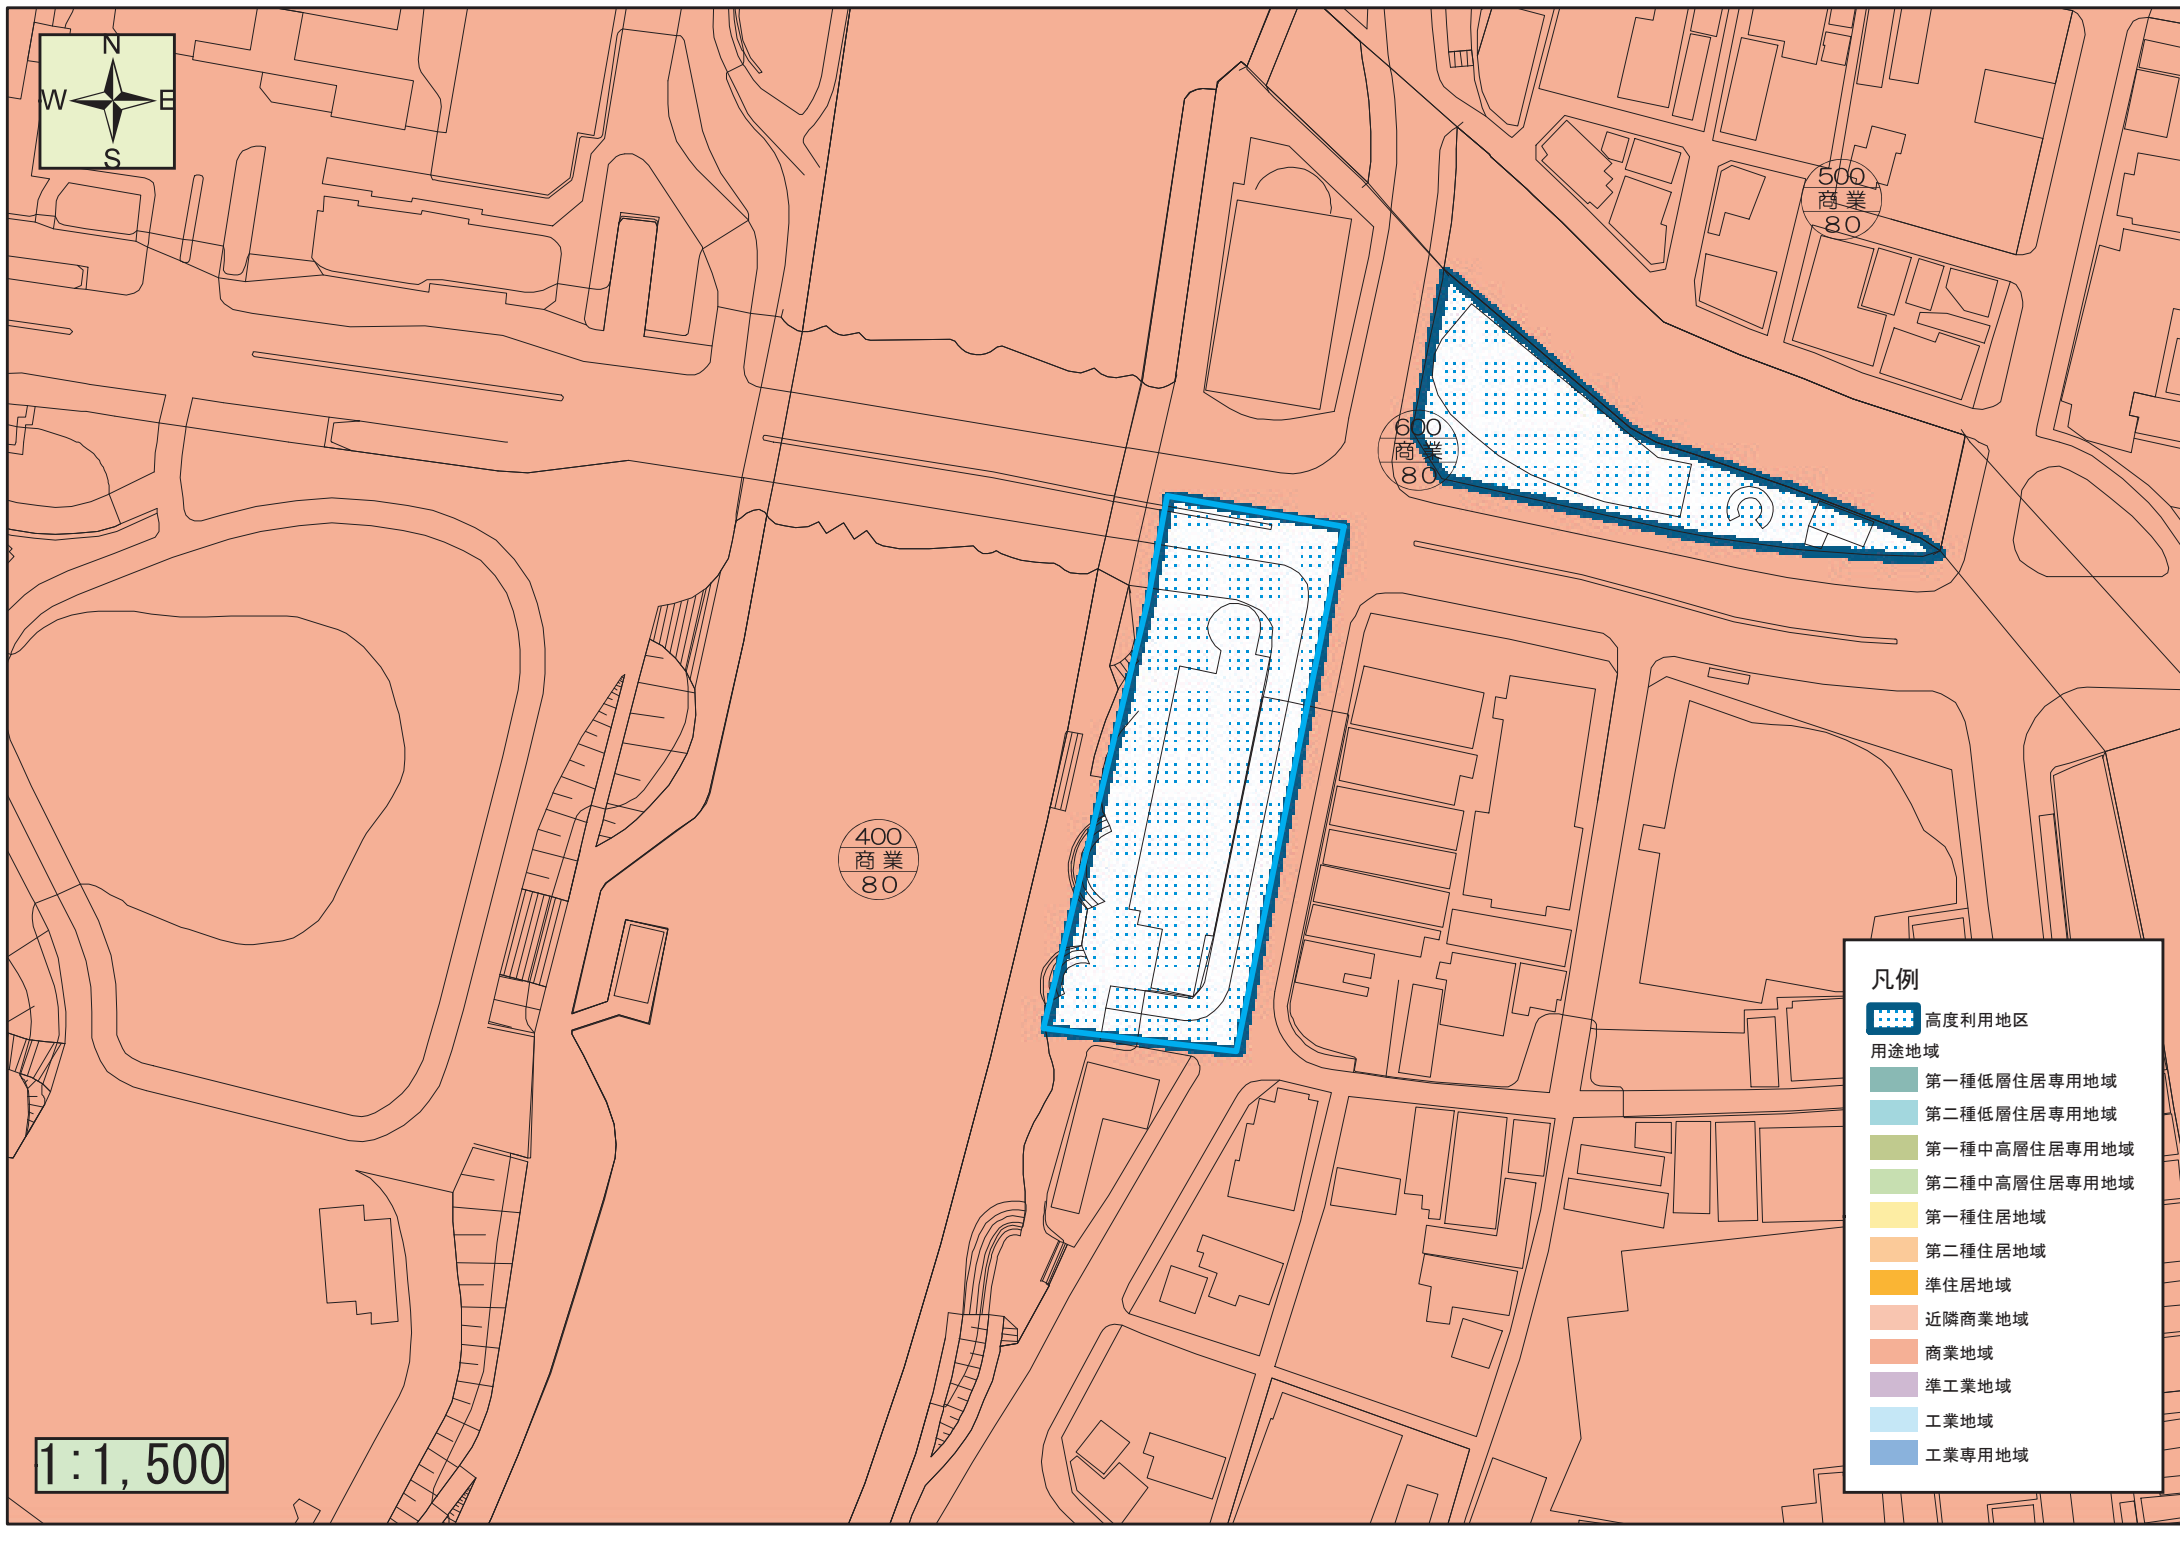 N
W E
S
500
商業
80
600
商業
80
400
商業
80
凡例
高度利用地区
用途地域
第一種低層住居専用地域
第二種低層住居専用地域
第一種中高層住居専用地域
第二種中高層住居専用地域
第一種住居地域
第二種住居地域
準住居地域
近隣商業地域
商業地域
準工業地域
工業地域
工業専用地域
1:1,500